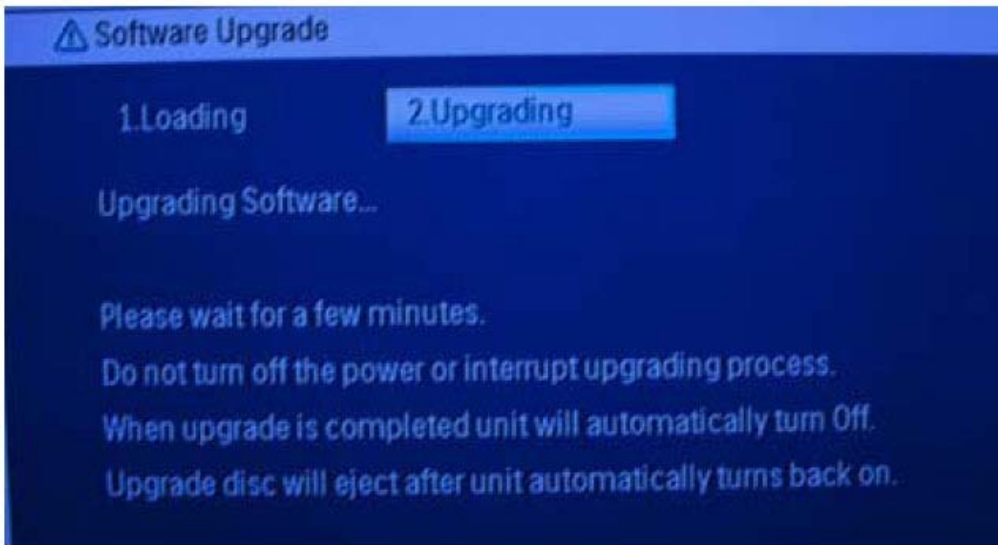 Software Upgrade
1.Loading 2.Upgrading
Upgrading Software...
Please wait for a few minutes.
Do not turn off the power or interrupt upgrading process.
When upgrade is completed unit will automatically turn Off.
Upgrade disc will eject after unit automatically turns back on.